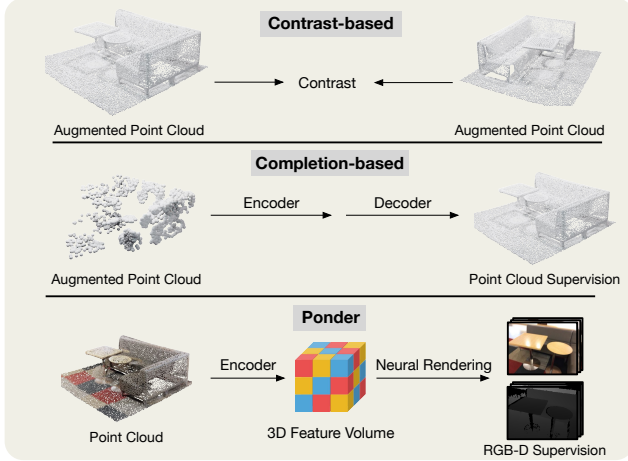 Contrast-based
Contrast
Augmented Point Cloud
Augmented Point Cloud
Completion-based
Encoder
Decoder
Augmented Point Cloud
Point Cloud Supervision
Ponder
Encoder
Neural Rendering
Point Cloud
3D Feature Volume
RGB-D Supervision